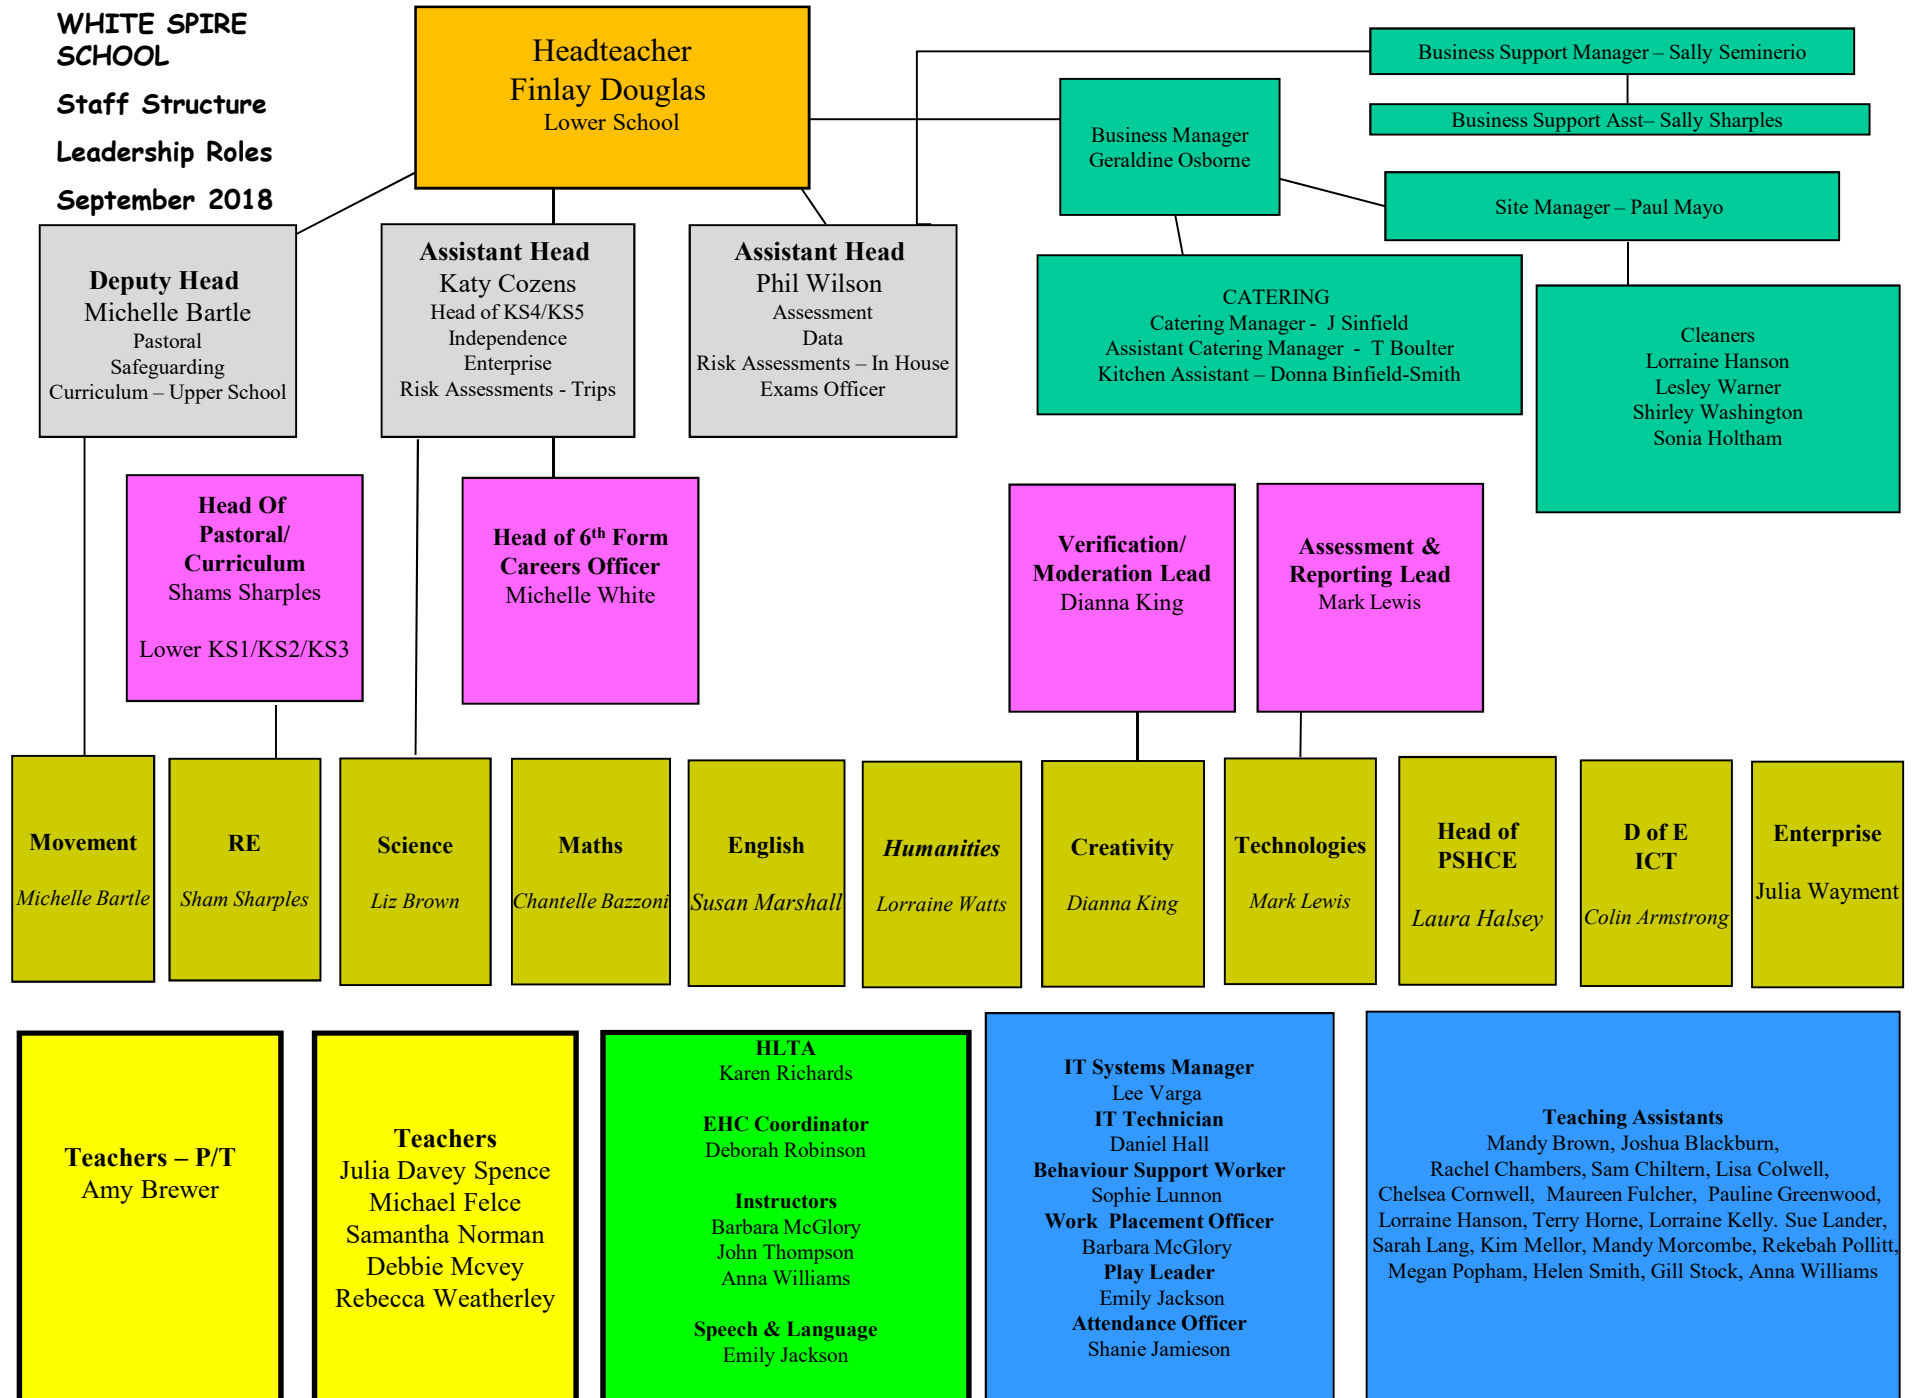 WHITE SPIRE
SCHOOL
Staff Structure
Leadership Roles
September 2018
Headteacher
Finlay Douglas
Lower School
Business Support Manager – Sally Seminerio
Business Support Asst– Sally Sharples
Business Manager
Geraldine Osborne
Site Manager – Paul Mayo
Deputy Head
Michelle Bartle
Pastoral
Safeguarding
Curriculum – Upper School
Assistant Head
Katy Cozens
Head of KS4/KS5
Independence
Enterprise
Risk Assessments - Trips
Assistant Head
Phil Wilson
Assessment
Data
Risk Assessments – In House
Exams Officer
CATERING
Catering Manager - J Sinfield
Assistant Catering Manager - T Boulter
Kitchen Assistant – Donna Binfield-Smith
Cleaners
Lorraine Hanson
Lesley Warner
Shirley Washington
Sonia Holtham
Head Of
Pastoral/
Curriculum
Shams Sharples
Lower KS1/KS2/KS3
Head of 6th Form
Careers Officer
Michelle White
Verification/
Moderation Lead
Dianna King
Assessment &
Reporting Lead
Mark Lewis
Movement
Michelle Bartle
RE
Sham Sharples
Science
Liz Brown
Maths
Chantelle Bazzoni
English
Susan Marshall
Humanities
Lorraine Watts
Creativity
Dianna King
Technologies
Mark Lewis
Head of
PSHCE
Laura Halsey
D of E
ICT
Colin Armstrong
Enterprise
Julia Wayment
Teachers – P/T
Amy Brewer
Teachers
Julia Davey Spence
Michael Felce
Samantha Norman
Debbie Mcvey
Rebecca Weatherley
HLTA
Karen Richards
EHC Coordinator
Deborah Robinson
Instructors
Barbara McGlory
John Thompson
Anna Williams
Speech & Language
Emily Jackson
IT Systems Manager
Lee Varga
IT Technician
Daniel Hall
Behaviour Support Worker
Sophie Lunnon
Work Placement Officer
Barbara McGlory
Play Leader
Emily Jackson
Attendance Officer
Shanie Jamieson
Teaching Assistants
Mandy Brown, Joshua Blackburn,
Rachel Chambers, Sam Chiltern, Lisa Colwell,
Chelsea Cornwell, Maureen Fulcher, Pauline Greenwood,
Lorraine Hanson, Terry Horne, Lorraine Kelly. Sue Lander,
Sarah Lang, Kim Mellor, Mandy Morcombe, Rekebah Pollitt,
Megan Popham, Helen Smith, Gill Stock, Anna Williams